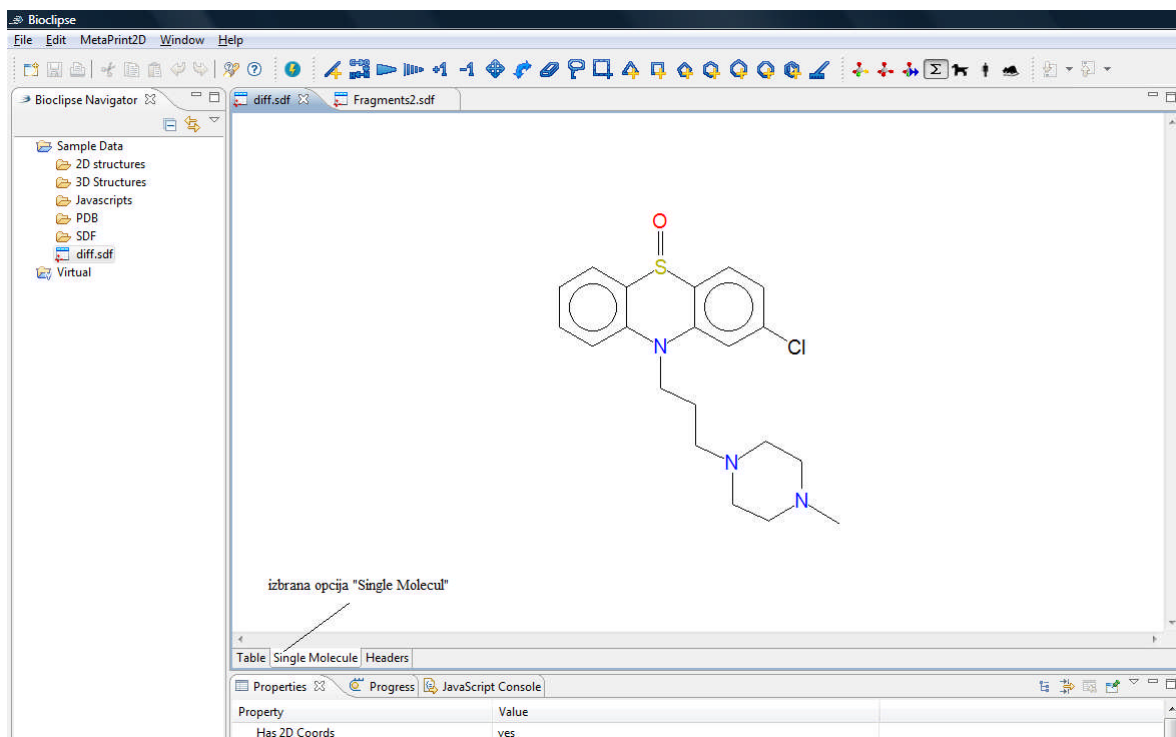 Bioclipse
File Edit MetaPrint2D Window Help
+1 -1 Σ
Bioclipse Navigator
diff.sdf Fragments2.sdf
Sample Data
2D structures
3D Structures
Javascripts
PDB
SDF
diff.sdf
Virtual
O
S
N
Cl
N
N
izbrana opcija "Single Molecul"
Table Single Molecule Headers
Properties Progress JavaScript Console
Property Value
Has 2D Coords yes